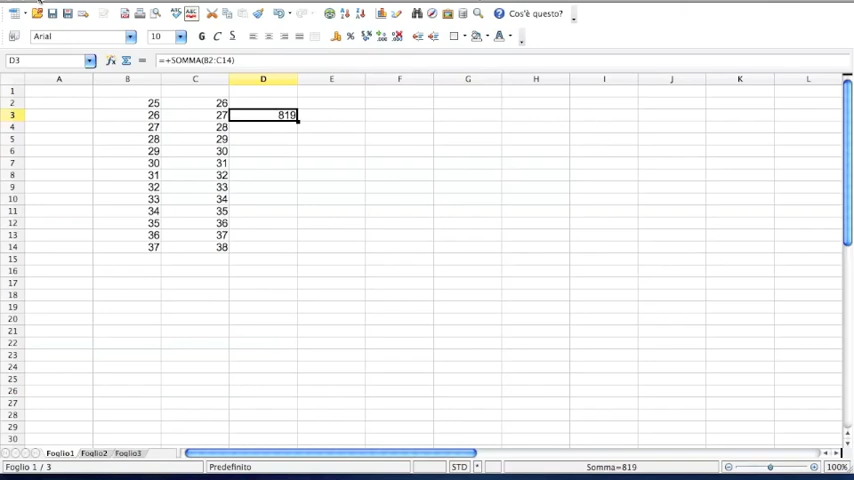 Cos'è questo?
Arial 10 G C S
D3 =+SOMMA(B2:C14)
A B C D E F G H I J K L
1
2 25 26
3 26 27 819
4 27 28
5 28 29
6 29 30
7 30 31
8 31 32
9 32 33
10 33 34
11 34 35
12 35 36
13 36 37
14 37 38
15
16
17
18
19
20
21
22
23
24
25
26
27
28
29
30
Foglio1 Foglio2 Foglio3
Foglio 1 / 3 Predefinito STD * Somma=819 100%